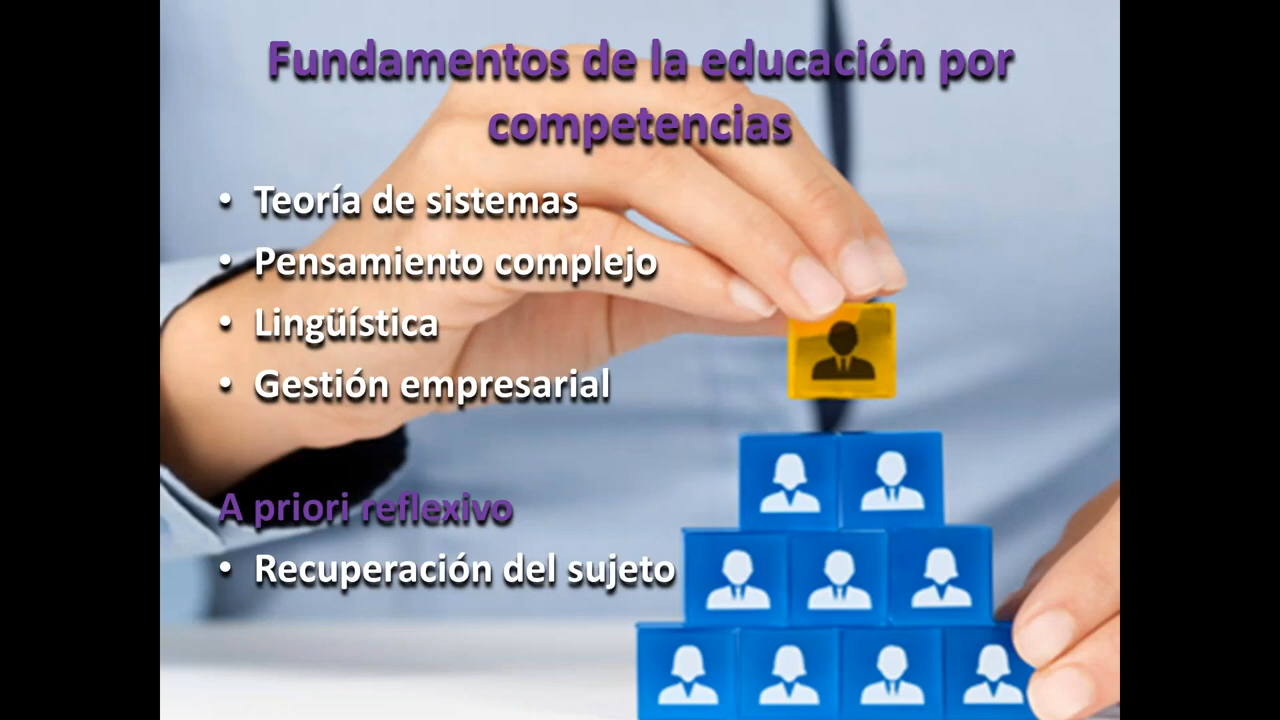 Fundamentos de la educación por
competencias
• Teoría de sistemas
• Pensamiento complejo
• Lingüística
• Gestión empresarial
A priori reflexivo
• Recuperación del sujeto